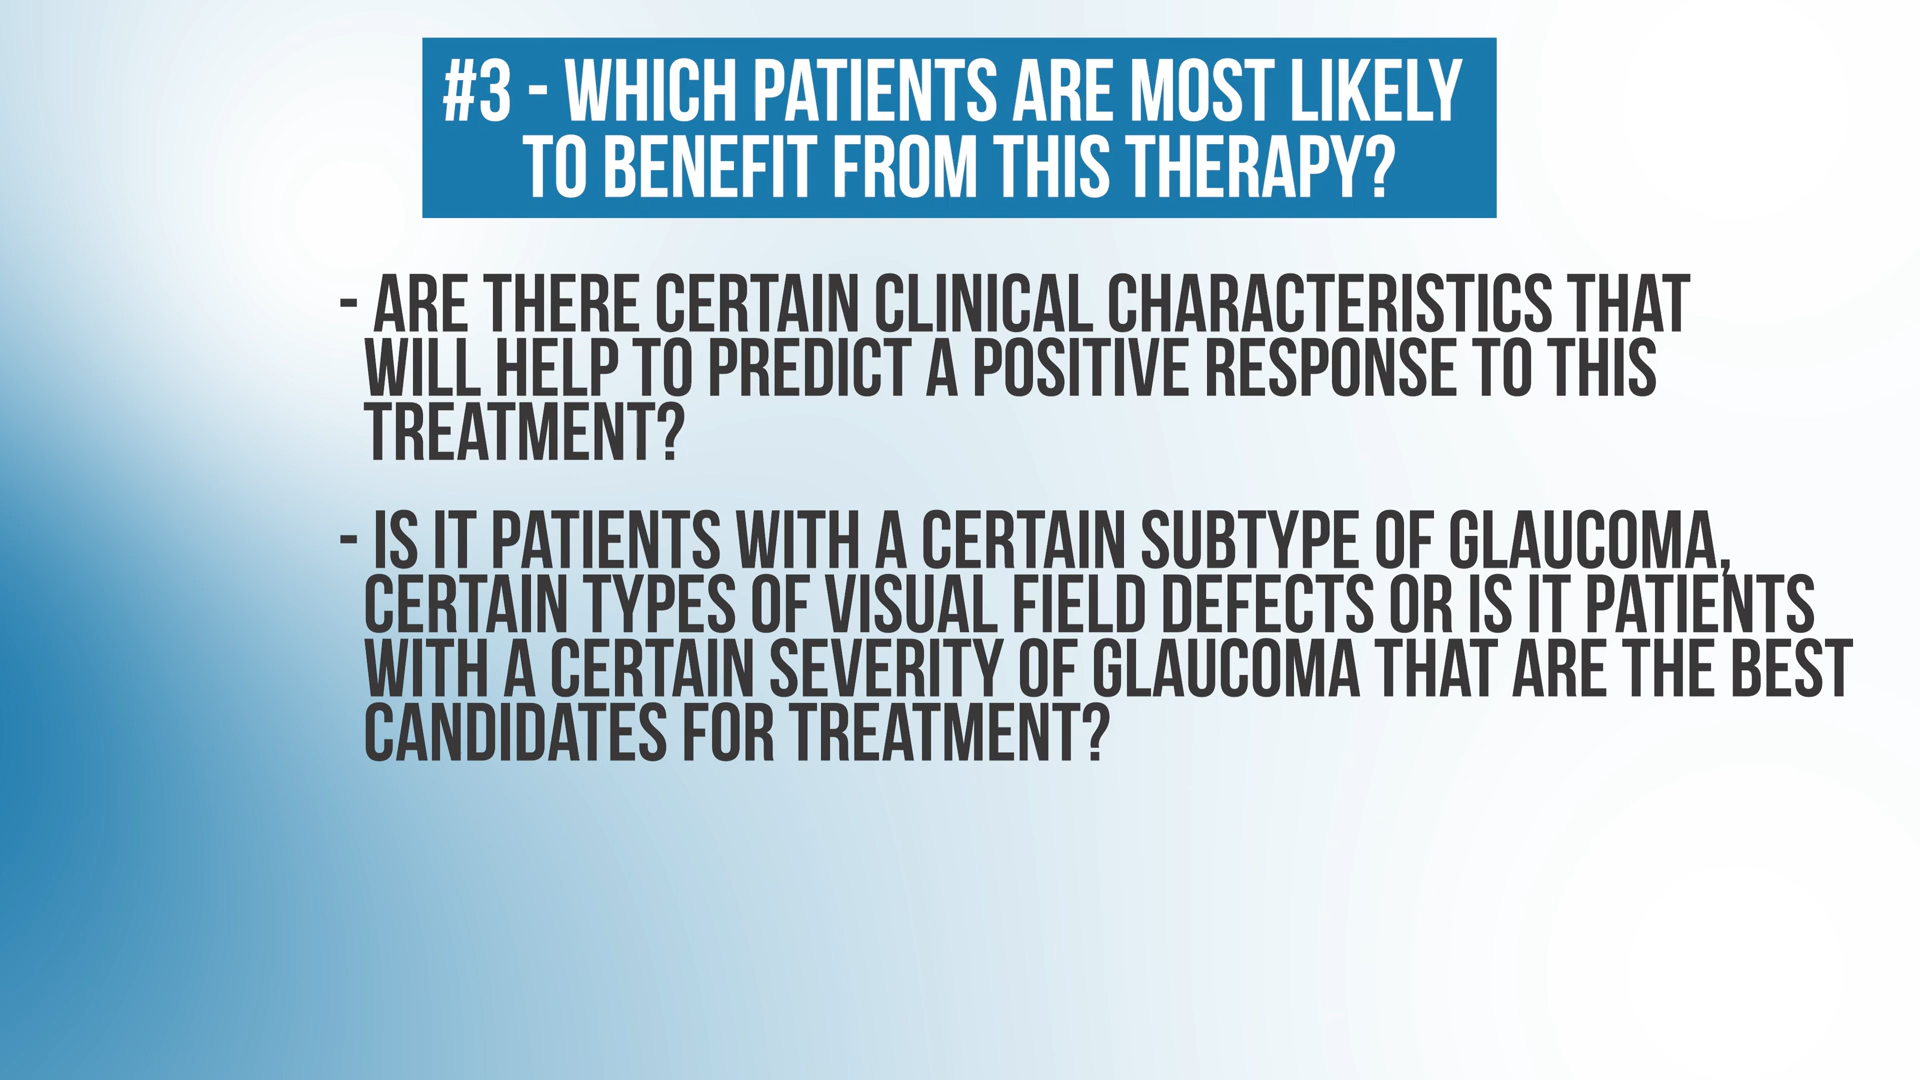 #3 - WHICH PATIENTS ARE MOST LIKELY
TO BENEFIT FROM THIS THERAPY?
- ARE THERE CERTAIN CLINICAL CHARACTERISTICS THAT
WILL HELP TO PREDICT A POSITIVE RESPONSE TO THIS
TREATMENT?
- IS IT PATIENTS WITH A CERTAIN SUBTYPE OF GLAUCOMA,
CERTAIN TYPES OF VISUAL FIELD DEFECTS OR IS IT PATIENTS
WITH A CERTAIN SEVERITY OF GLAUCOMA THAT ARE THE BEST
CANDIDATES FOR TREATMENT?